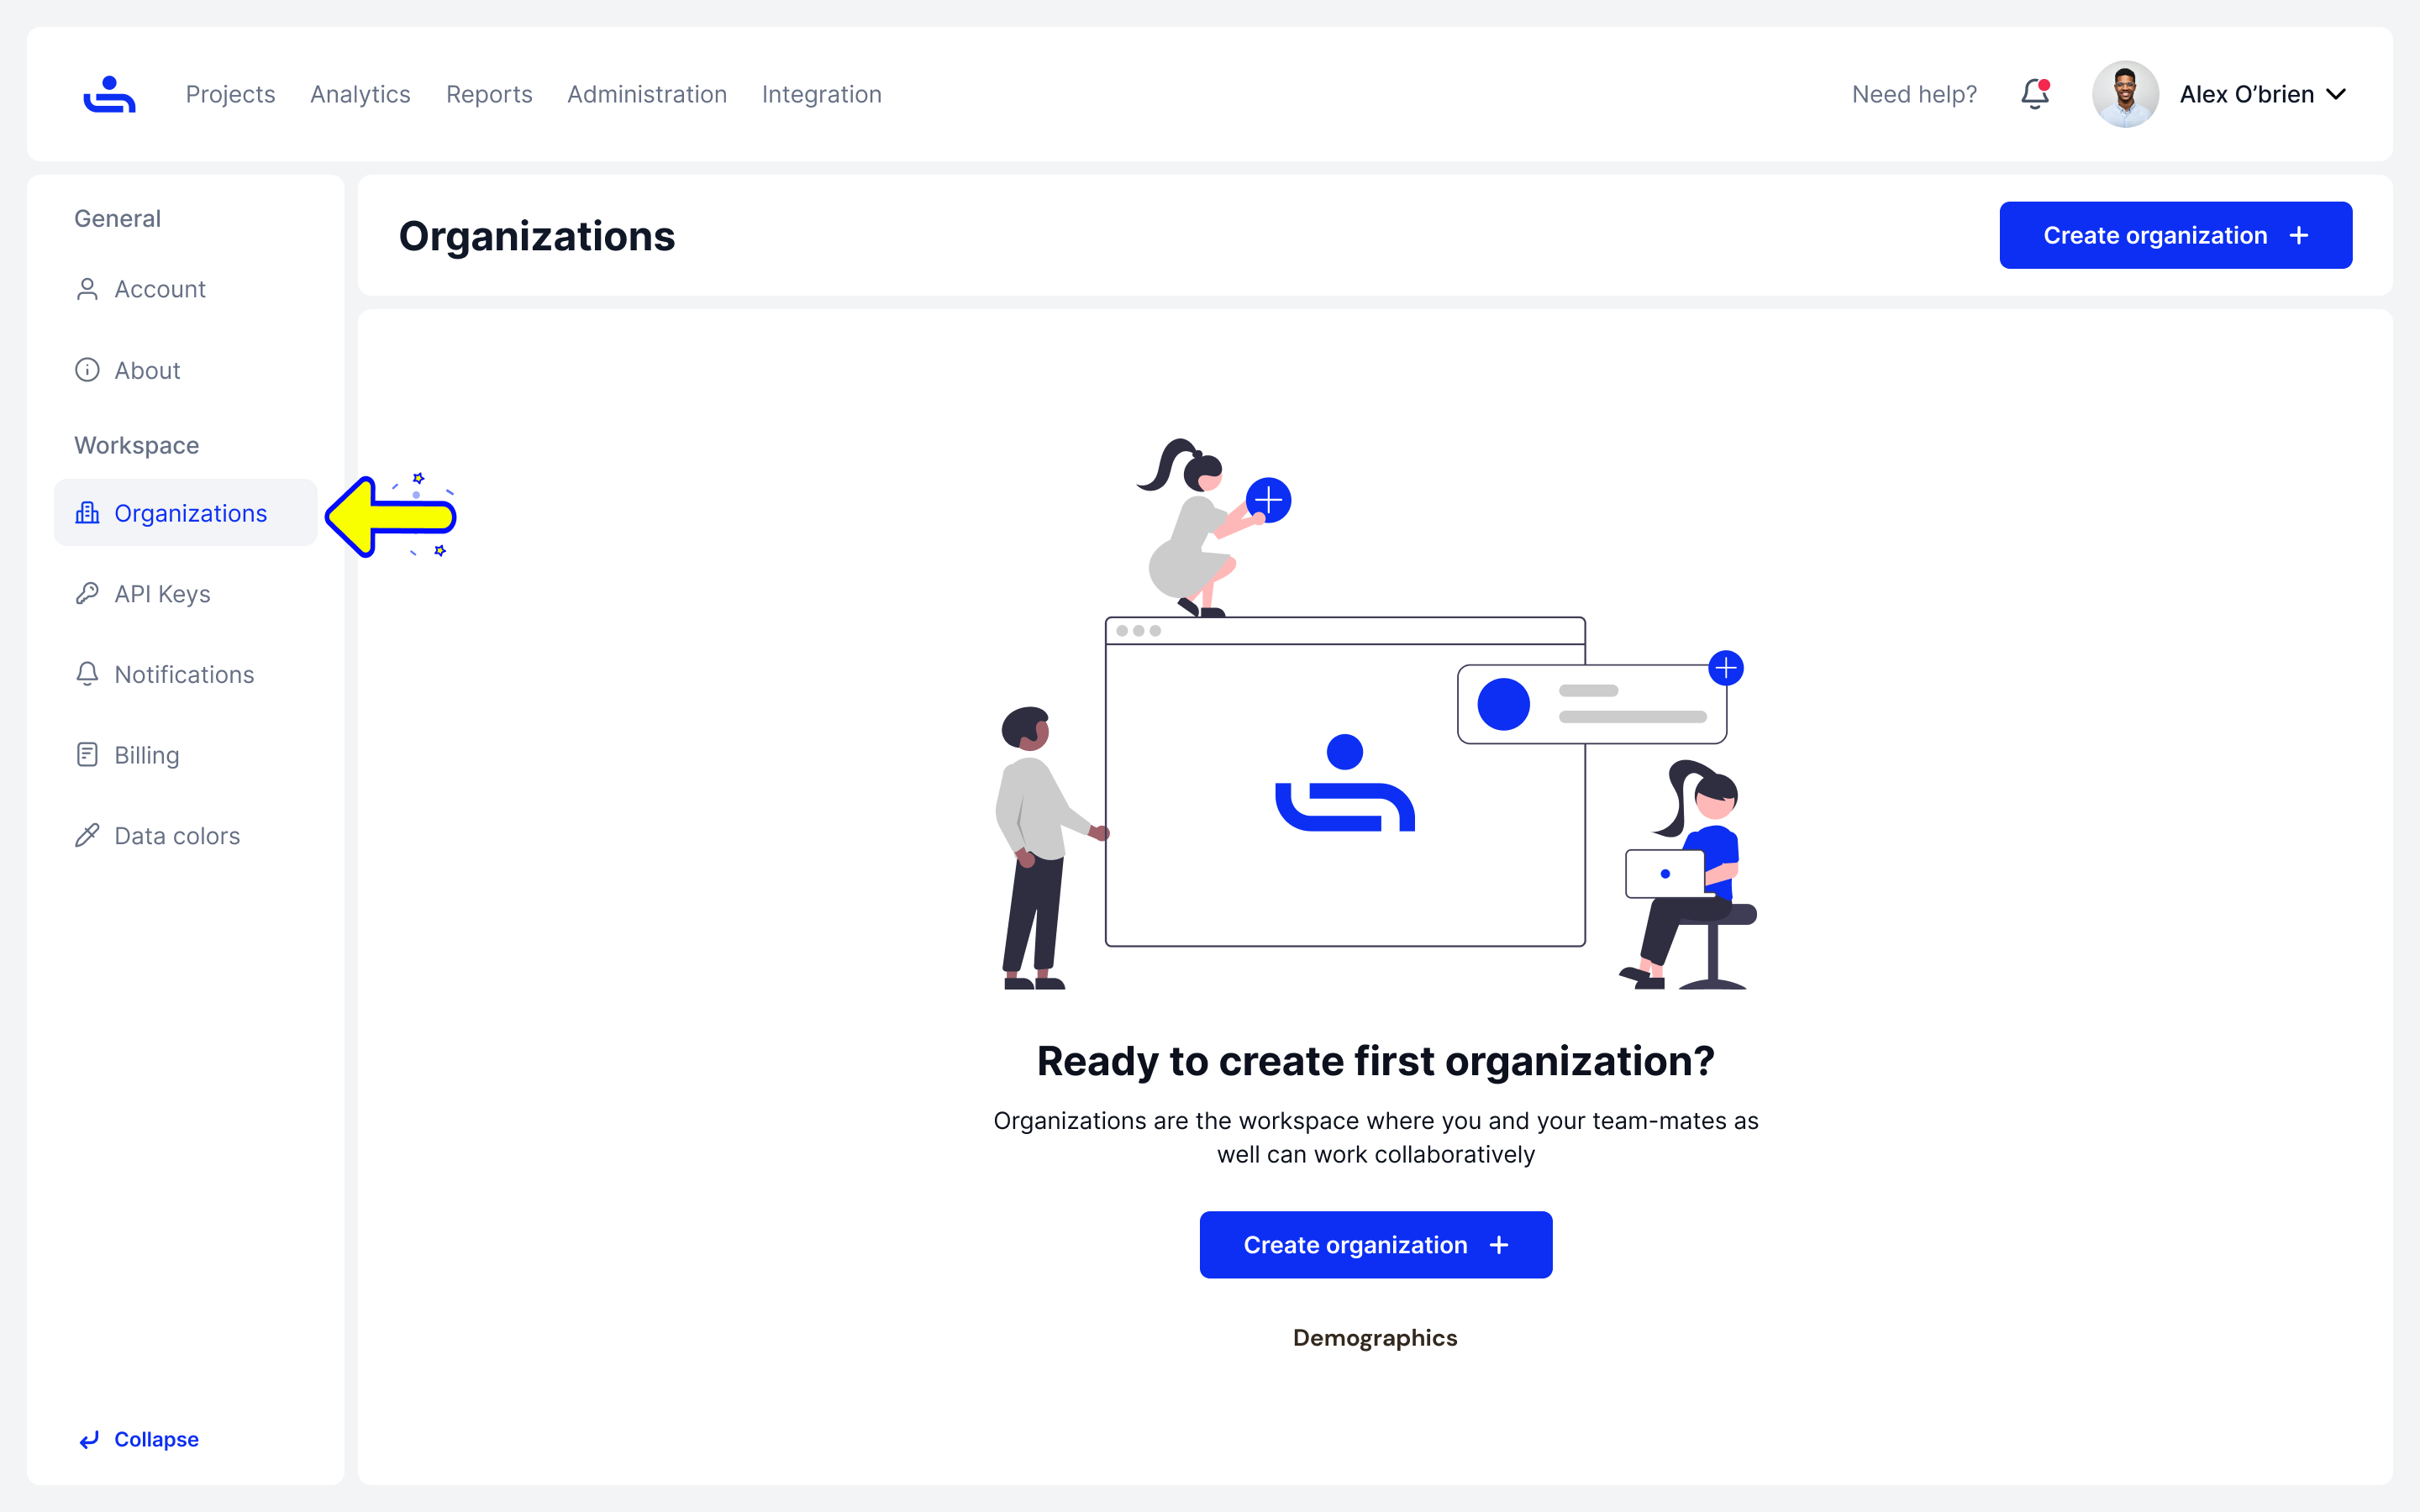 Projects
Analytics
Reports
Administration
Integration
Need help?
Alex O’brien
General
Account
About
Workspace
Organizations
API Keys
Notifications
Billing
Data colors
Collapse
Organizations
Create organization
Ready to create first organization?
Organizations are the workspace where you and your team-mates as
well can work collaboratively
Create organization
Demographics